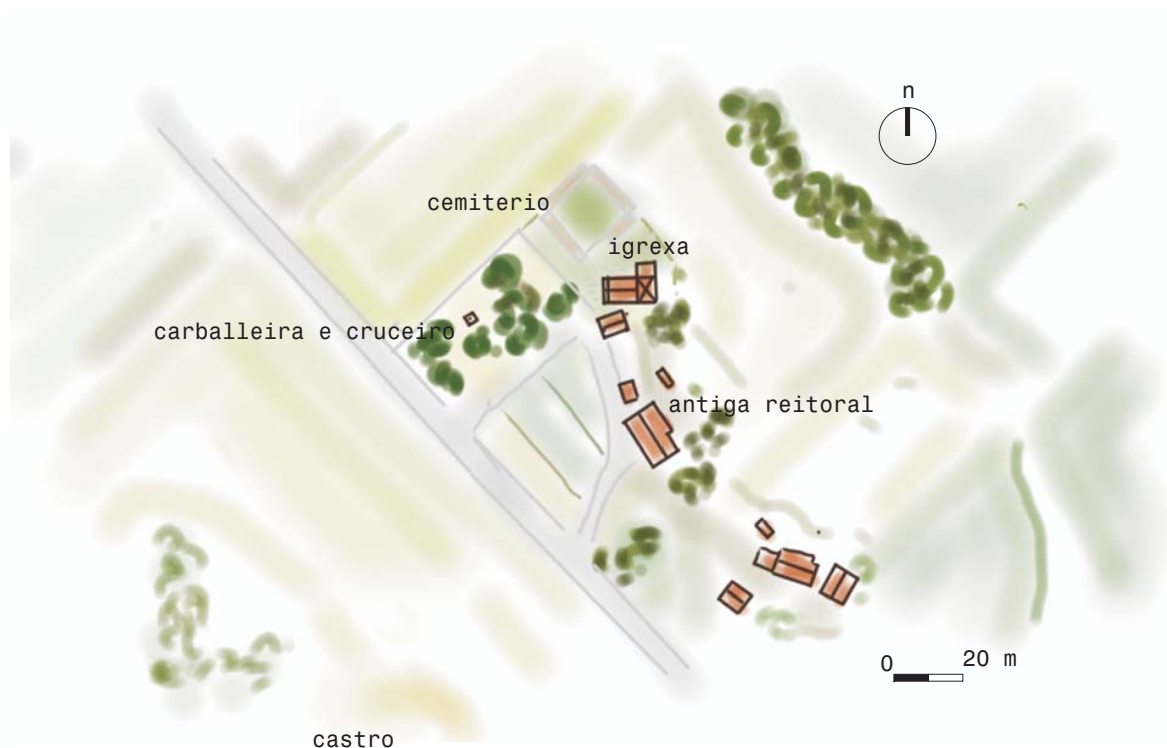 n
cemiterio
igrexa
carballeira e cruceiro
antiga reitoral
0 20 m
castro